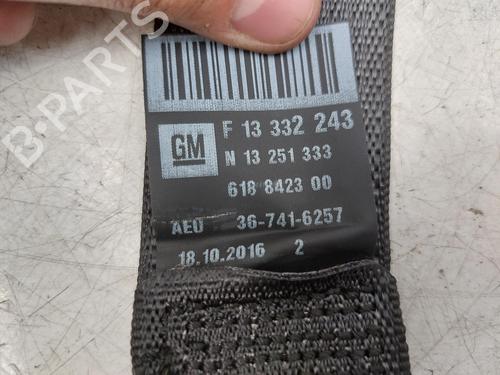 B-PARTS
GM
F 13 332 243
N 13 251 333
618 8423 00
AEU 36-741-6257
18.10.2016 2